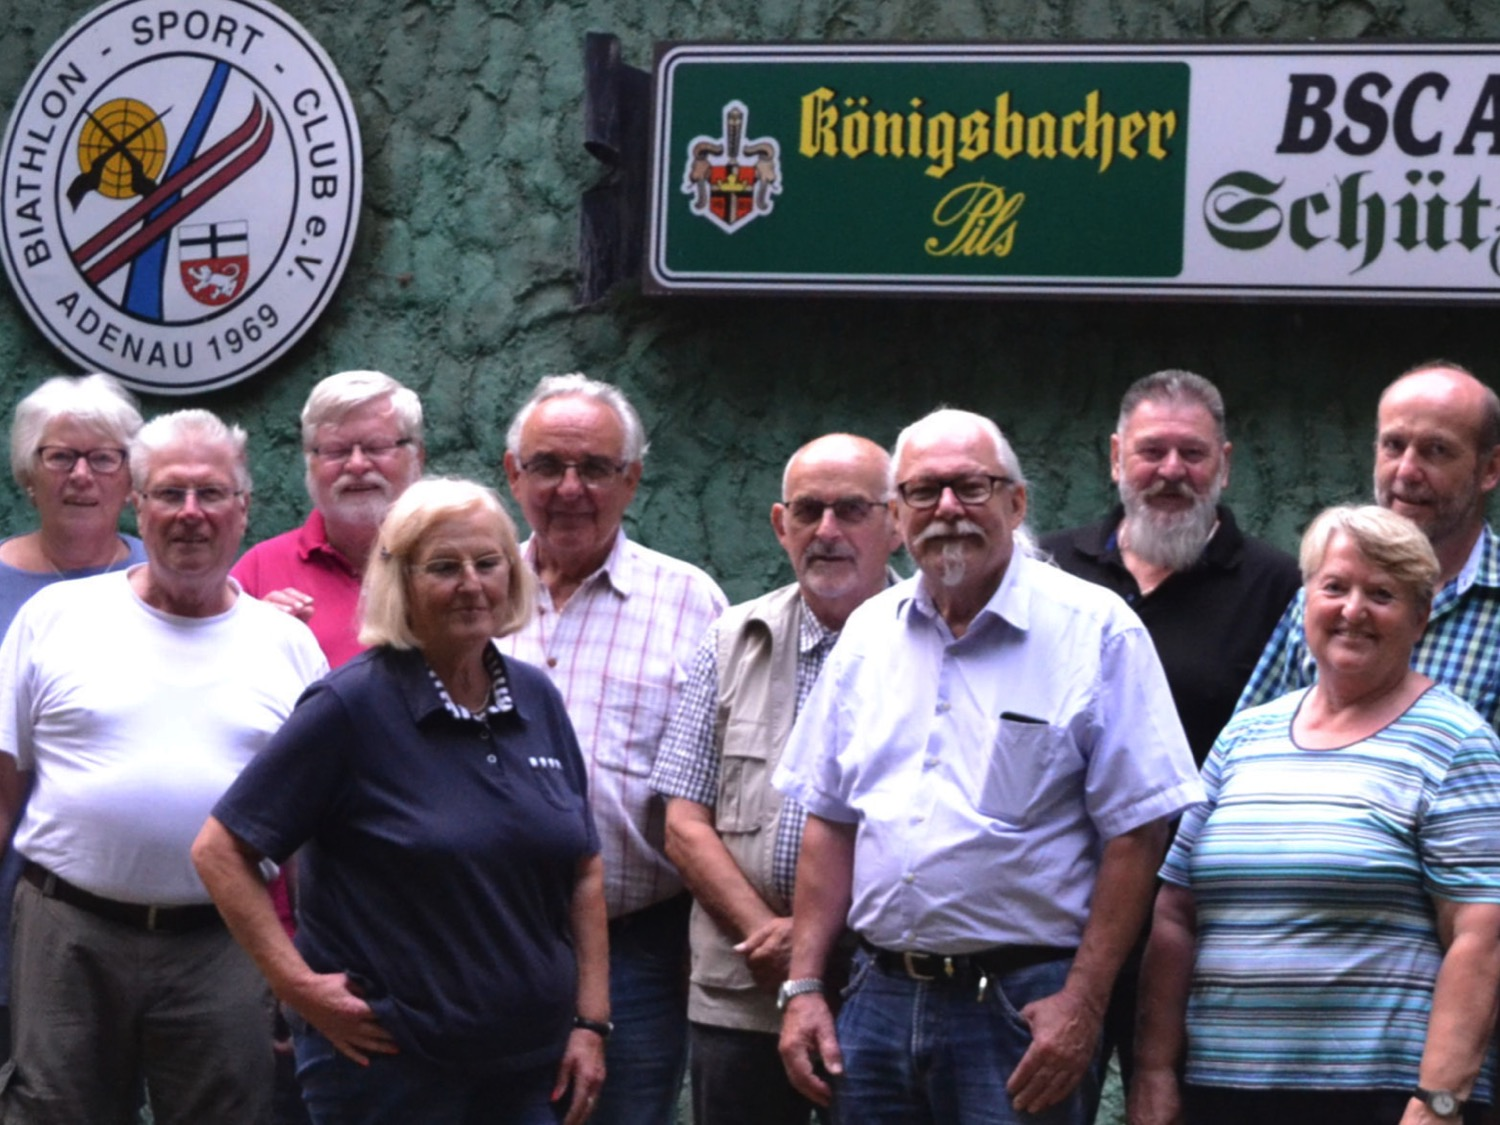 BIATHLON - SPORT - CLUB e.V.
ADENAU 1969
Königsbacher
Pils
BSC A
Schütz